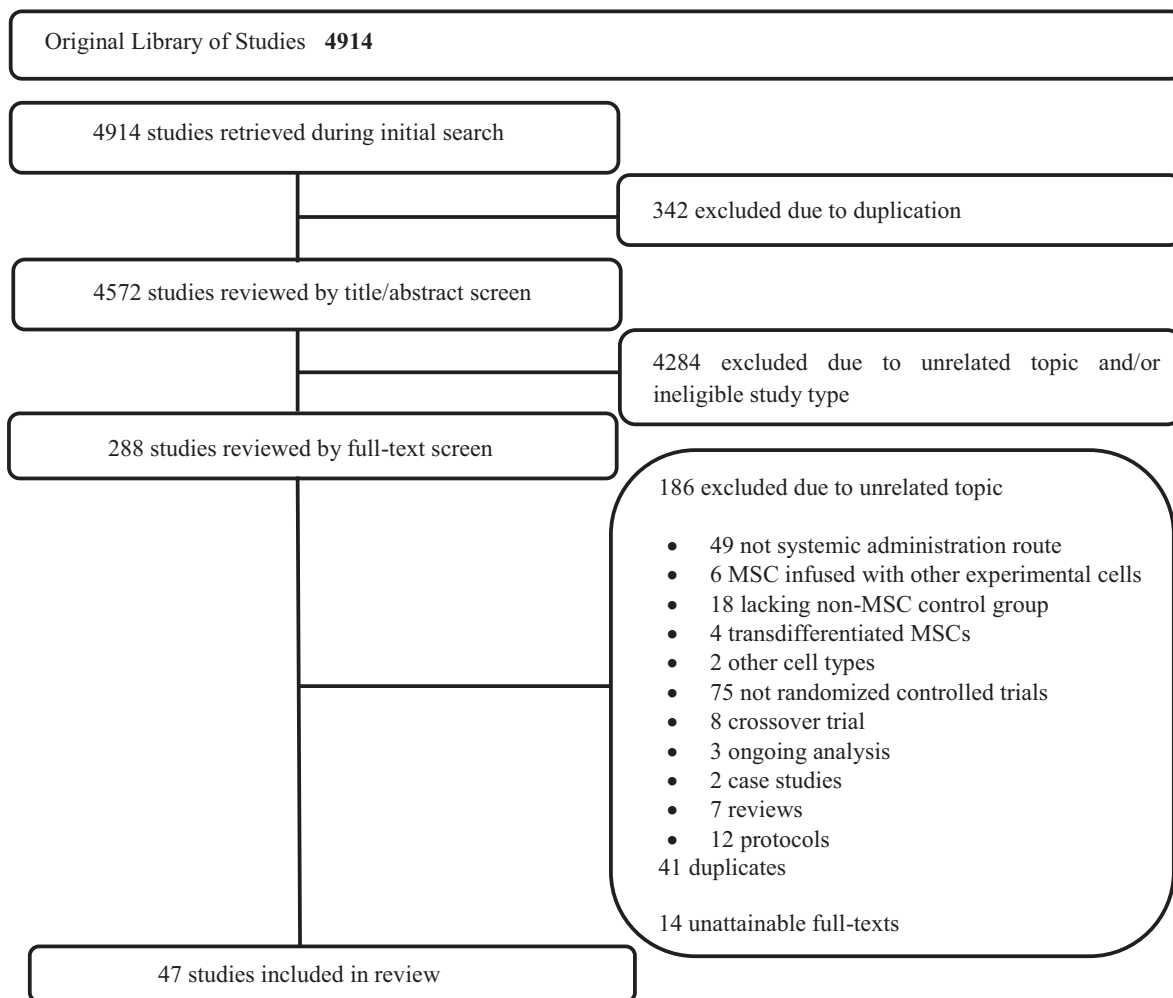 Original Library of Studies 4914
4914 studies retrieved during initial search
342 excluded due to duplication
4572 studies reviewed by title/abstract screen
4284 excluded due to unrelated topic and/or
ineligible study type
288 studies reviewed by full-text screen
186 excluded due to unrelated topic
• 49 not systemic administration route
• 6 MSC infused with other experimental cells
• 18 lacking non-MSC control group
• 4 transdifferentiated MSCs
• 2 other cell types
• 75 not randomized controlled trials
• 8 crossover trial
• 3 ongoing analysis
• 2 case studies
• 7 reviews
• 12 protocols
41 duplicates
14 unattainable full-texts
47 studies included in review